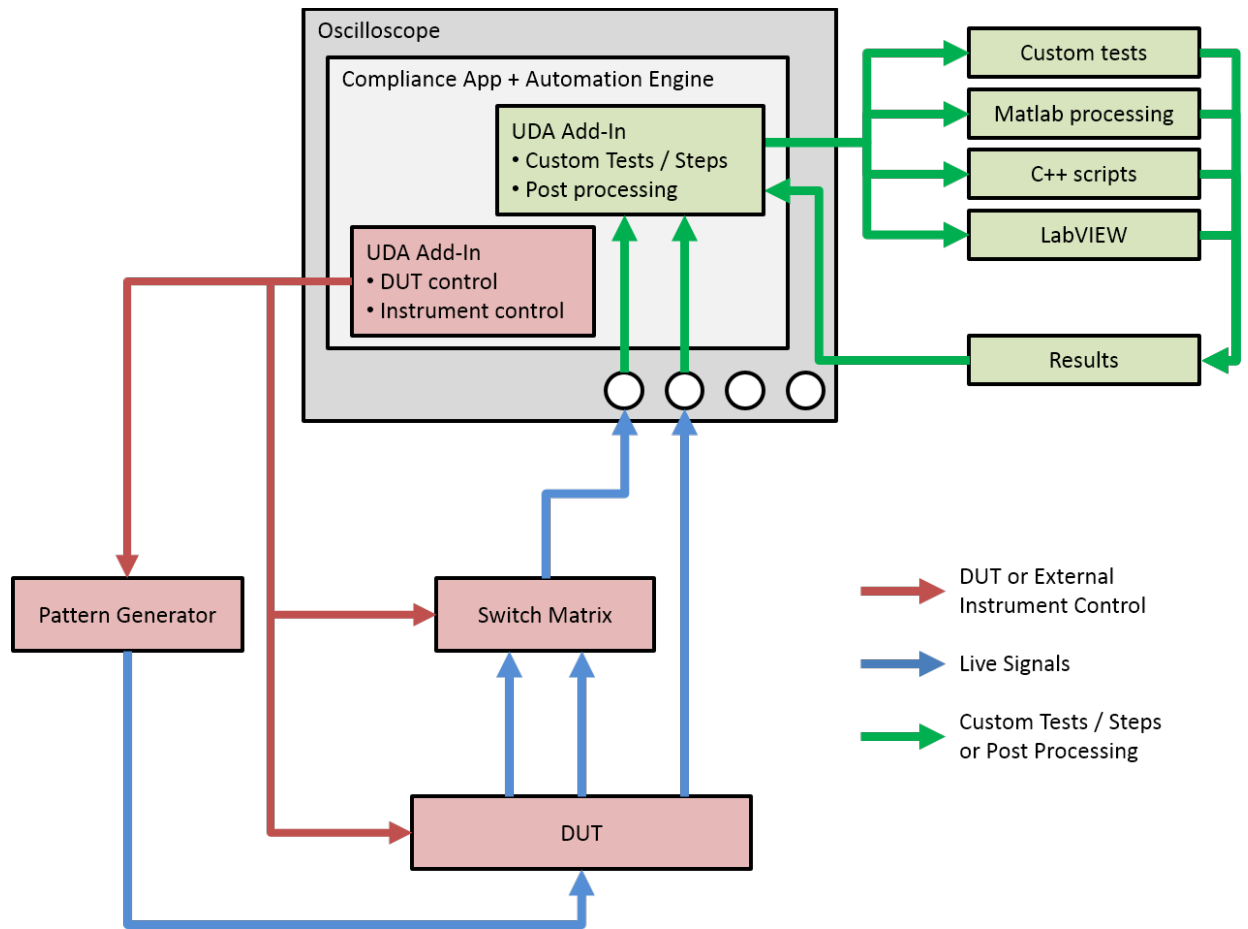 Oscilloscope
Compliance App + Automation Engine
UDA Add-In
• Custom Tests / Steps
• Post processing
UDA Add-In
• DUT control
• Instrument control
Custom tests
Matlab processing
C++ scripts
LabVIEW
Results
Pattern Generator
Switch Matrix
DUT
DUT or External
Instrument Control
Live Signals
Custom Tests / Steps
or Post Processing